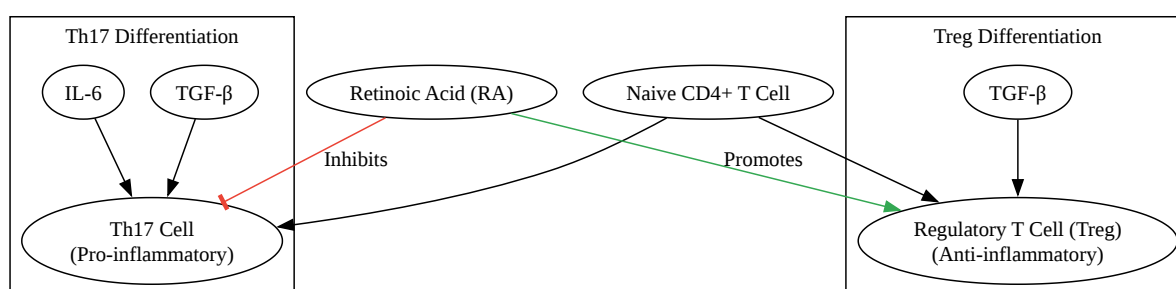 Th17 Differentiation
Treg Differentiation
IL-6
TGF-β
Retinoic Acid (RA)
Naive CD4+ T Cell
TGF-β
Inhibits
Promotes
Th17 Cell
(Pro-inflammatory)
Regulatory T Cell (Treg)
(Anti-inflammatory)